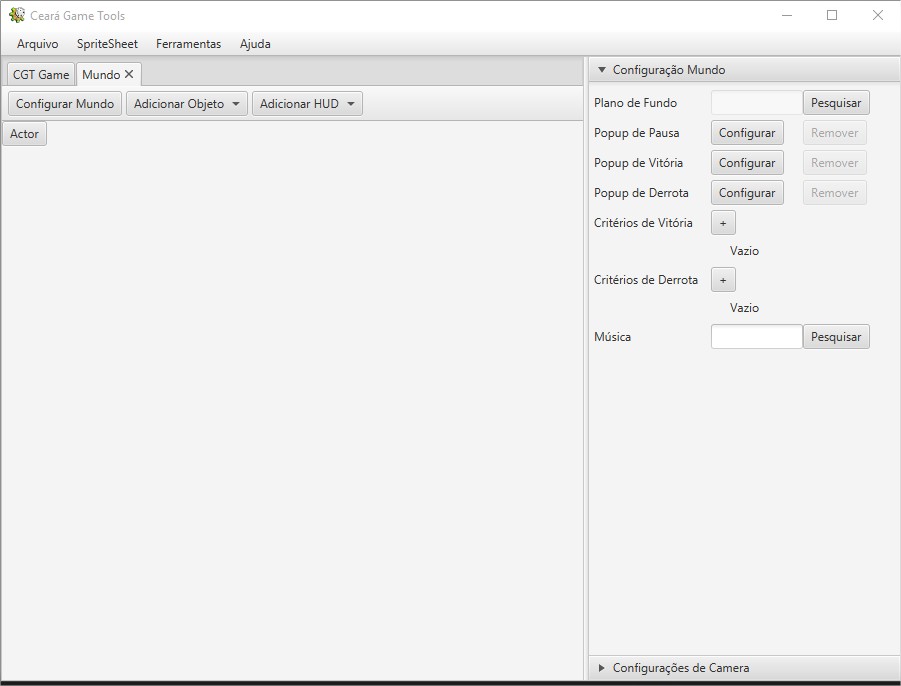 Ceará Game Tools
Arquivo SpriteSheet Ferramentas Ajuda
CGT Game Mundo
Configurar Mundo Adicionar Objeto Adicionar HUD
Actor
Configuração Mundo
Plano de Fundo Pesquisar
Popup de Pausa Configurar Remover
Popup de Vitória Configurar Remover
Popup de Derrota Configurar Remover
Critérios de Vitória +
Vazio
Critérios de Derrota +
Vazio
Música Pesquisar
Configurações de Camera